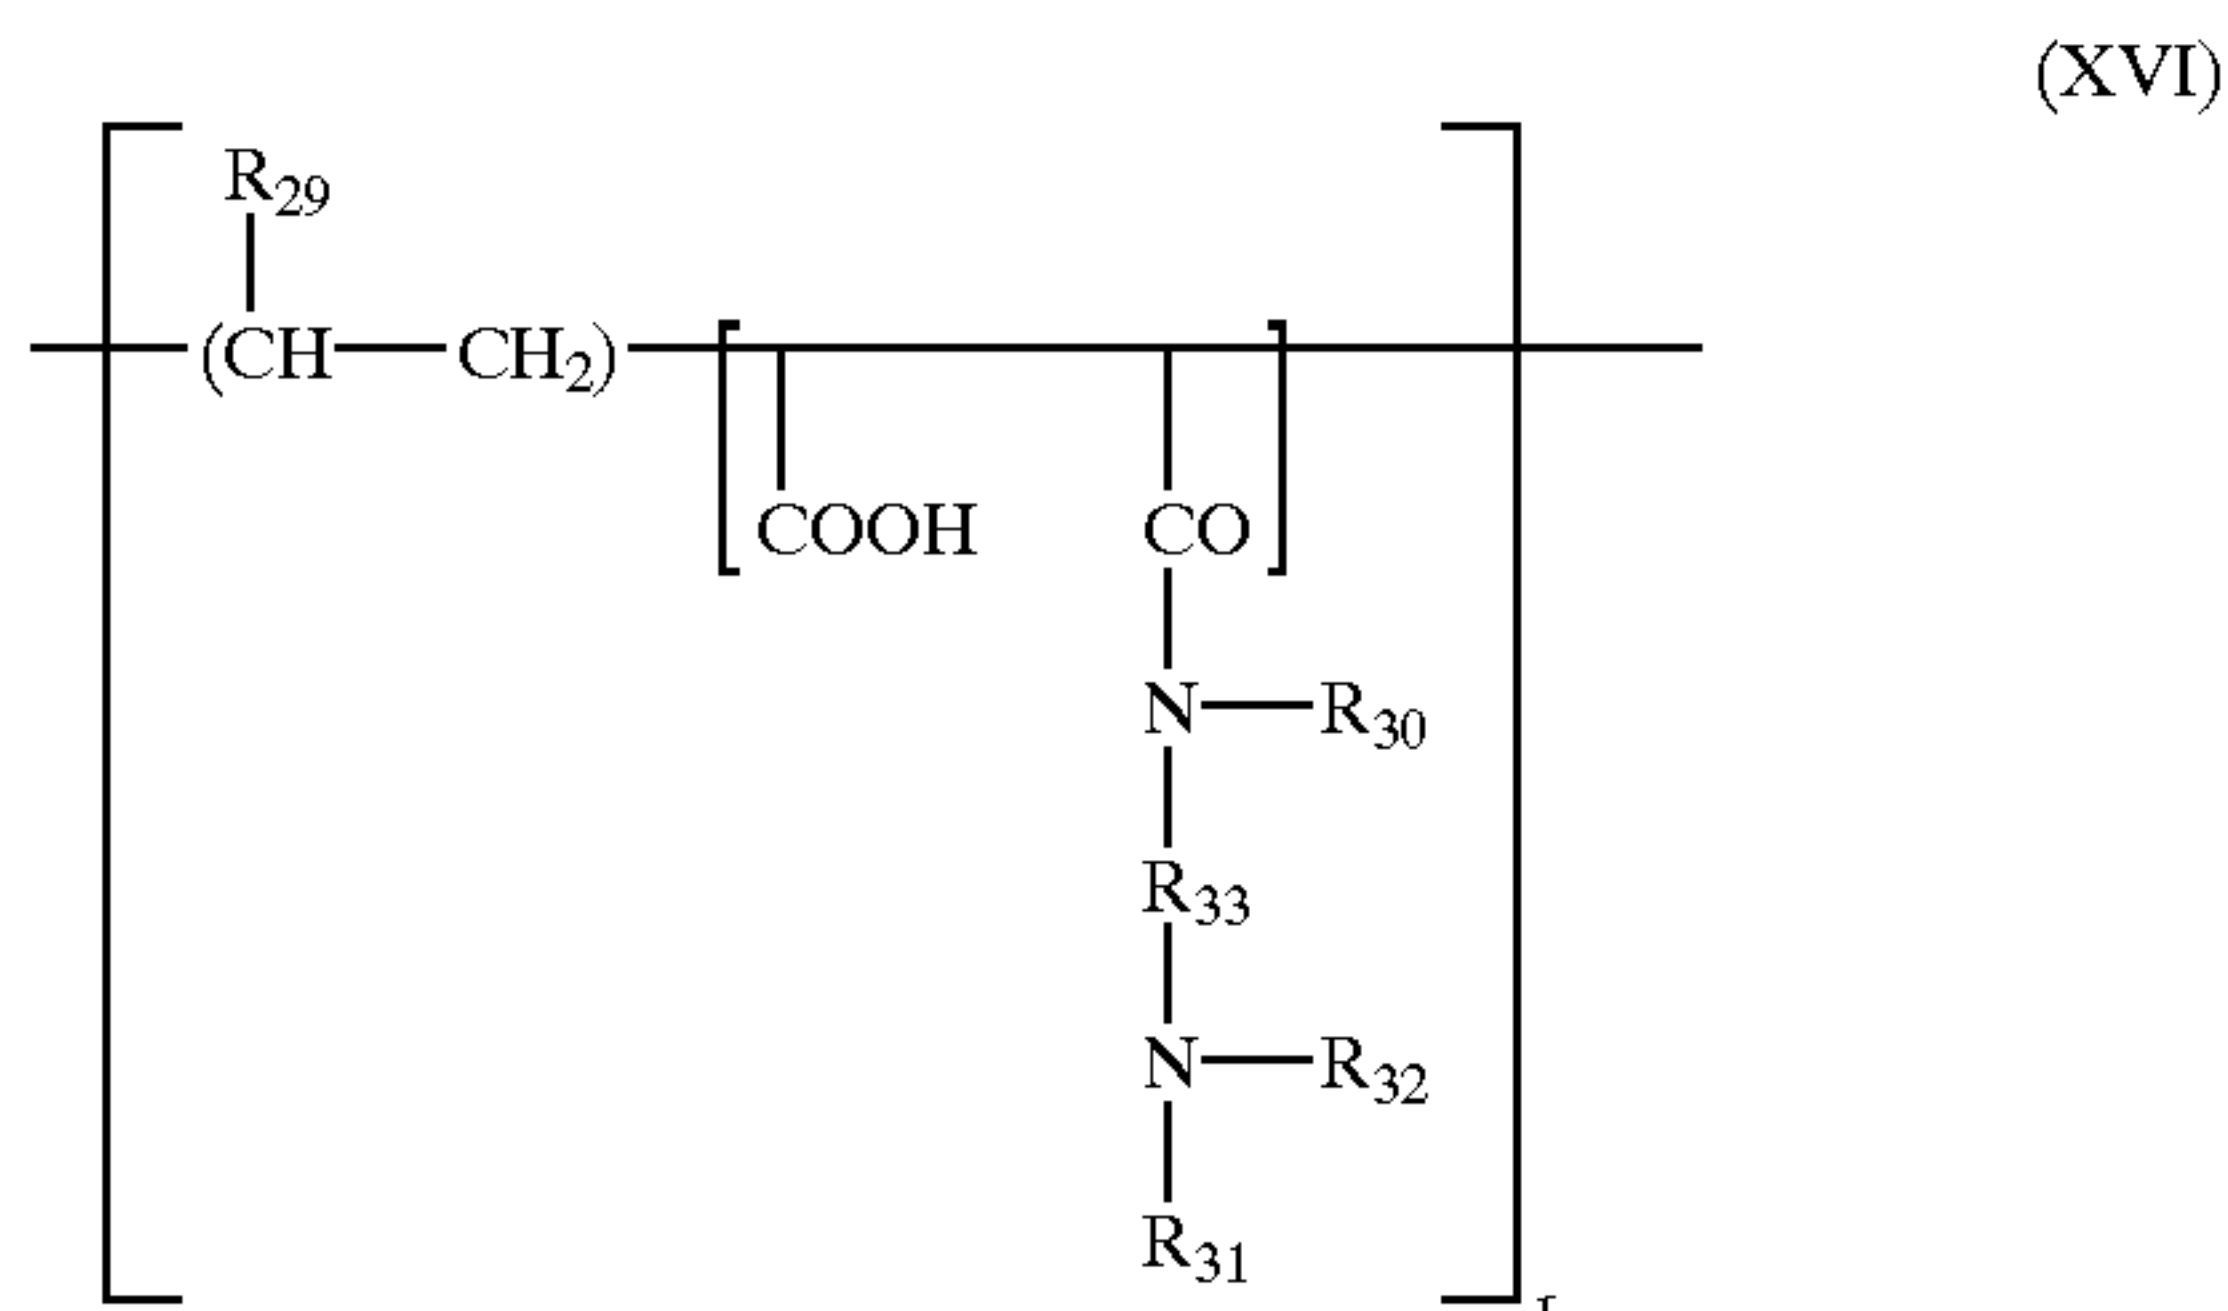 (XVI)
R29
(CH—CH2)
COOH CO
N—R30
R33
N—R32
R31